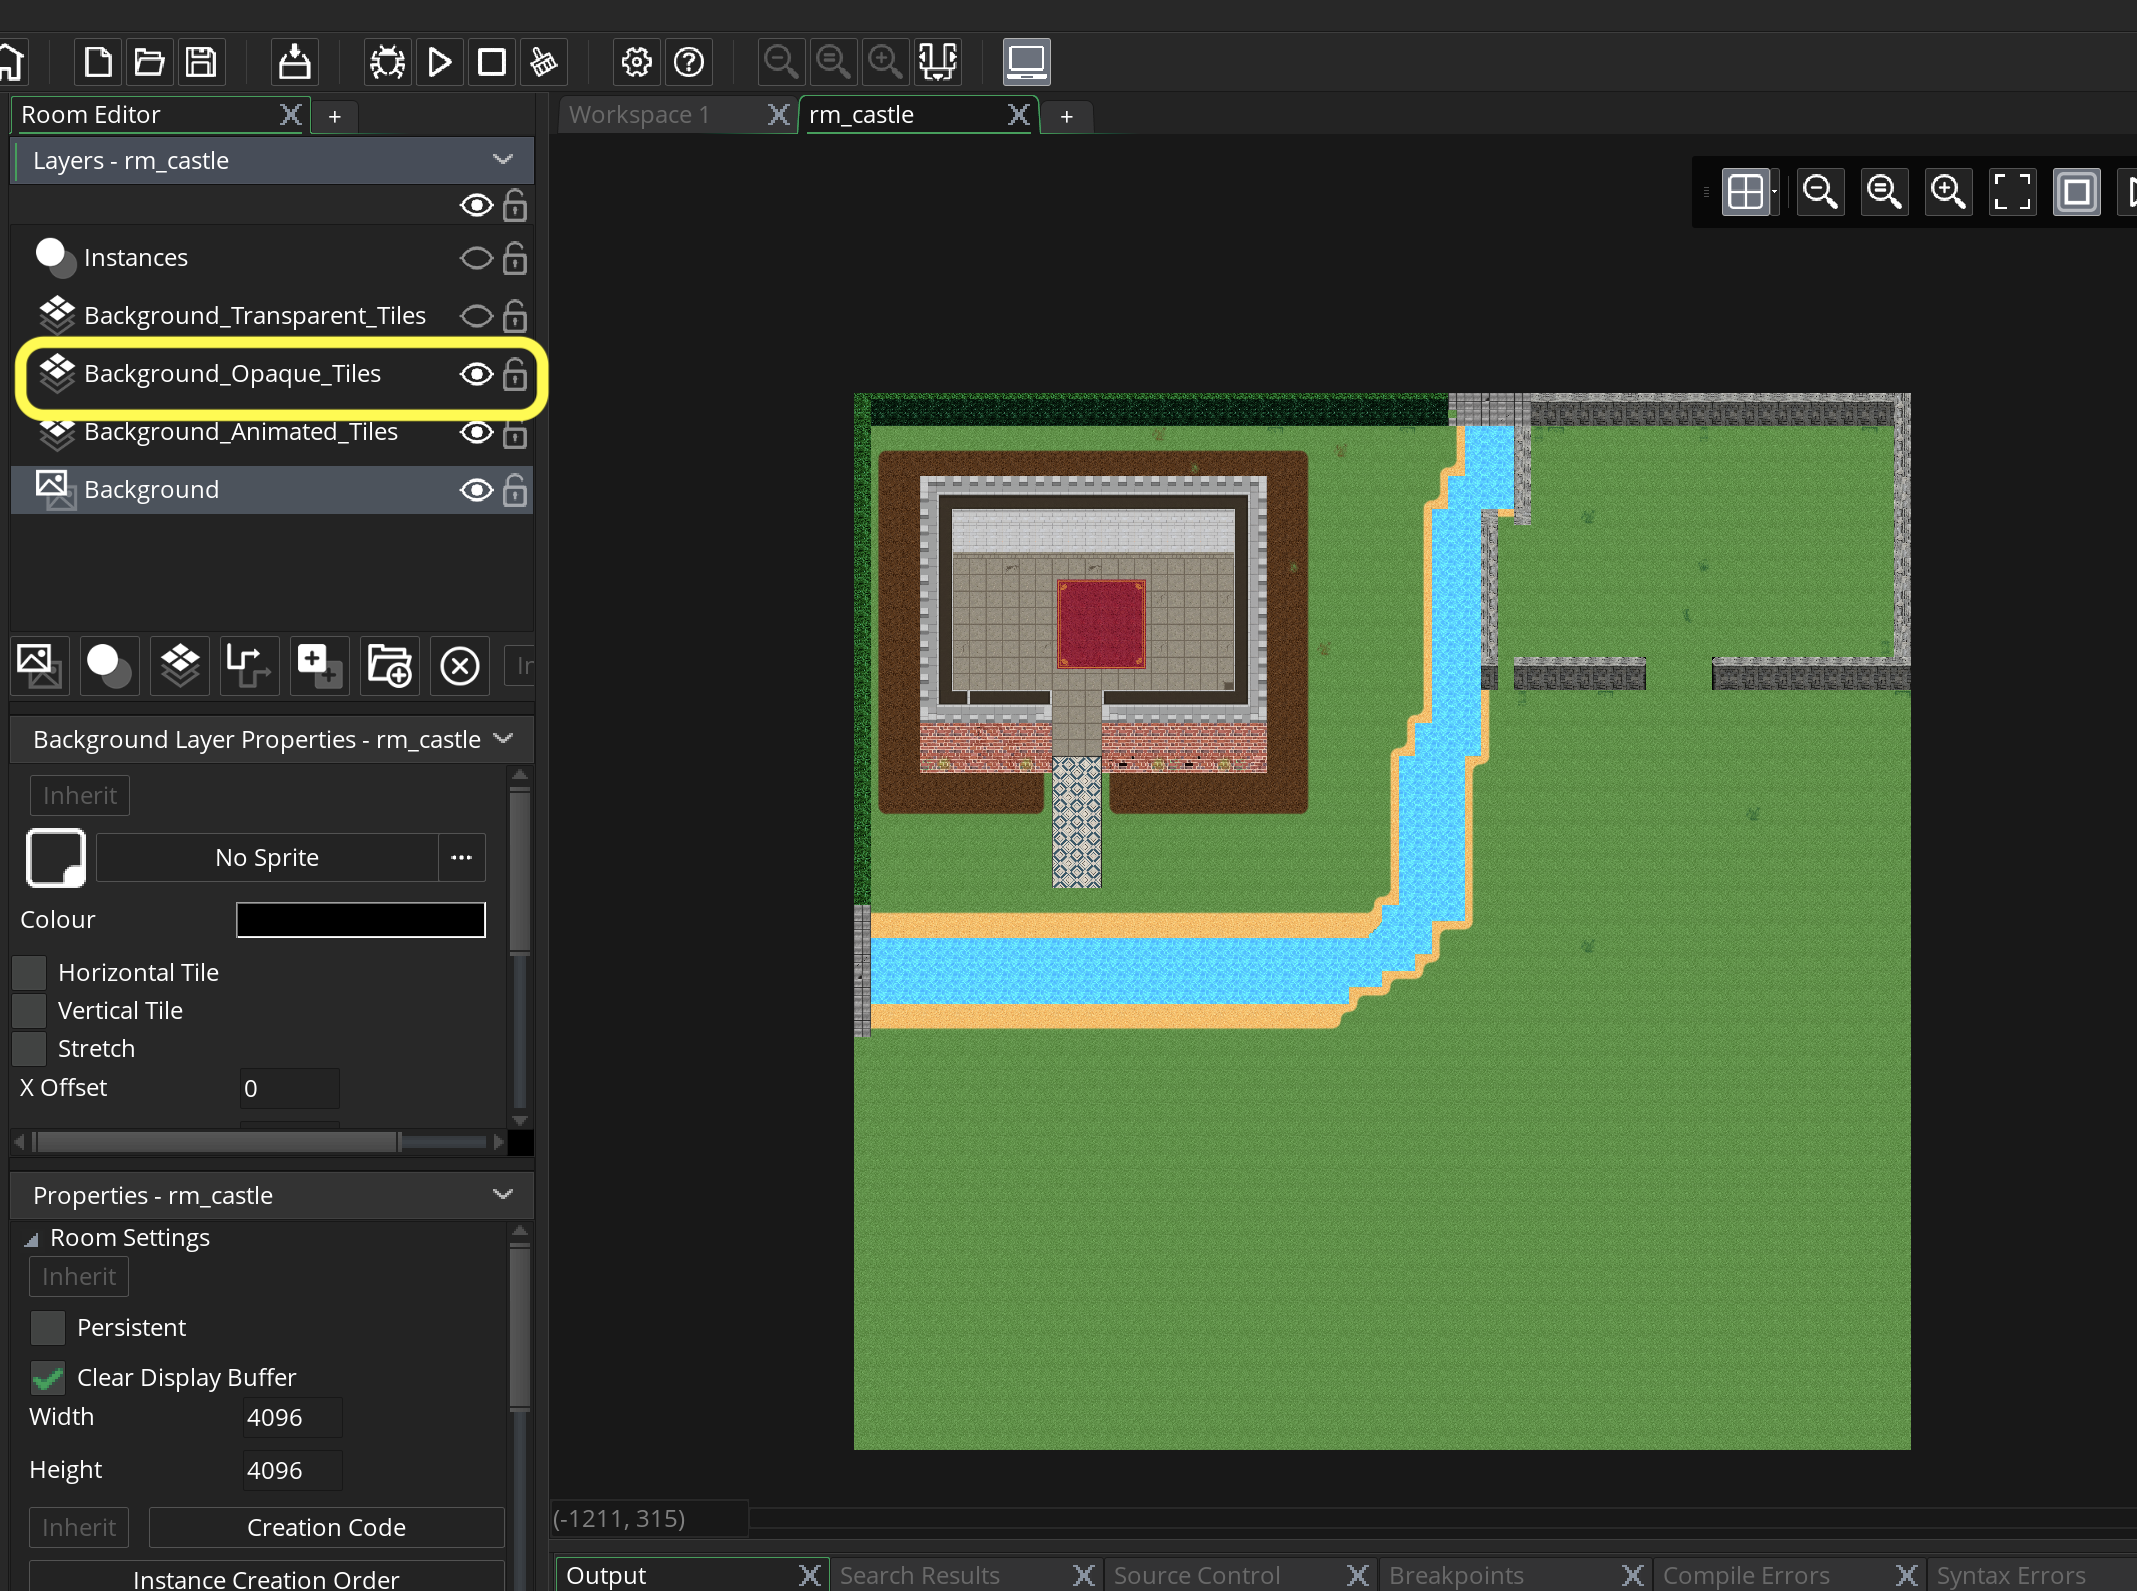 Room Editor
+
Workspace 1
rm_castle
+
Layers - rm_castle
Instances
Background_Transparent_Tiles
Background_Opaque_Tiles
Background_Animated_Tiles
Background
In
Background Layer Properties - rm_castle
Inherit
No Sprite
...
Colour
Horizontal Tile
Vertical Tile
Stretch
X Offset
0
Properties - rm_castle
Room Settings
Inherit
Persistent
Clear Display Buffer
Width
4096
Height
4096
Inherit
Creation Code
Instance Creation Order
(-1211, 315)
Output
Search Results
Source Control
Breakpoints
Compile Errors
Syntax Errors